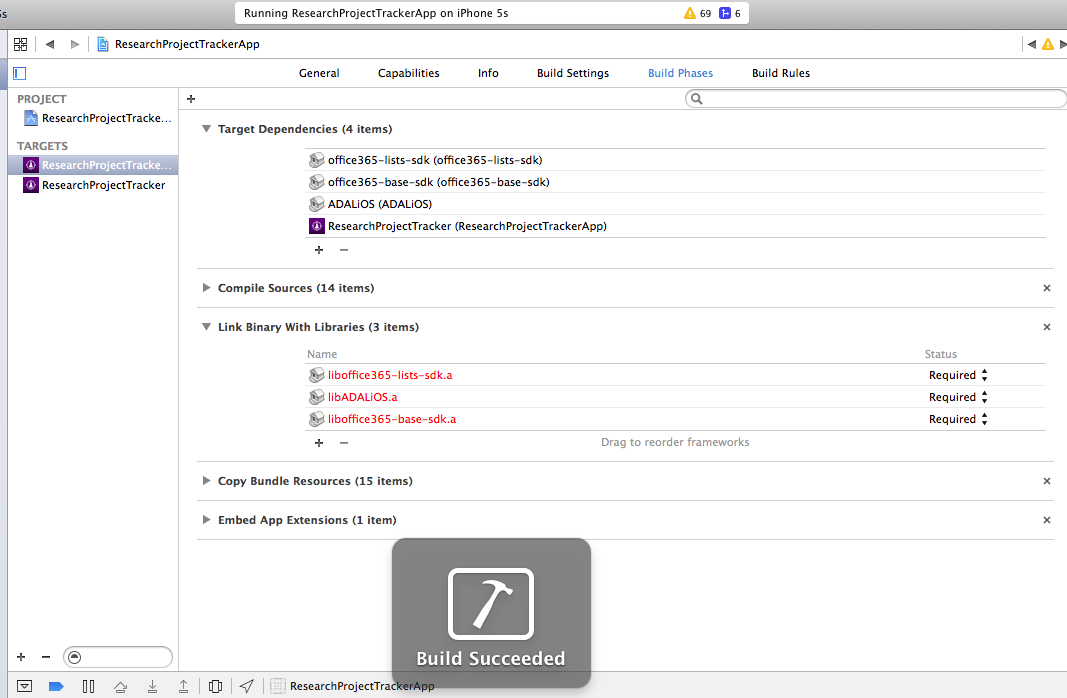 5s
Running ResearchProjectTrackerApp on iPhone 5s
69
6
ResearchProjectTrackerApp
General Capabilities Info Build Settings Build Phases Build Rules
PROJECT
ResearchProjectTracke...
TARGETS
ResearchProjectTracke...
ResearchProjectTracker
+
Target Dependencies (4 items)
office365-lists-sdk (office365-lists-sdk)
office365-base-sdk (office365-base-sdk)
ADALiOS (ADALiOS)
ResearchProjectTracker (ResearchProjectTrackerApp)
+ −
Compile Sources (14 items)
Link Binary With Libraries (3 items)
Name Status
liboffice365-lists-sdk.a Required
libADALiOS.a Required
liboffice365-base-sdk.a Required
+ − Drag to reorder frameworks
Copy Bundle Resources (15 items)
Embed App Extensions (1 item)
Build Succeeded
+ −
ResearchProjectTrackerApp